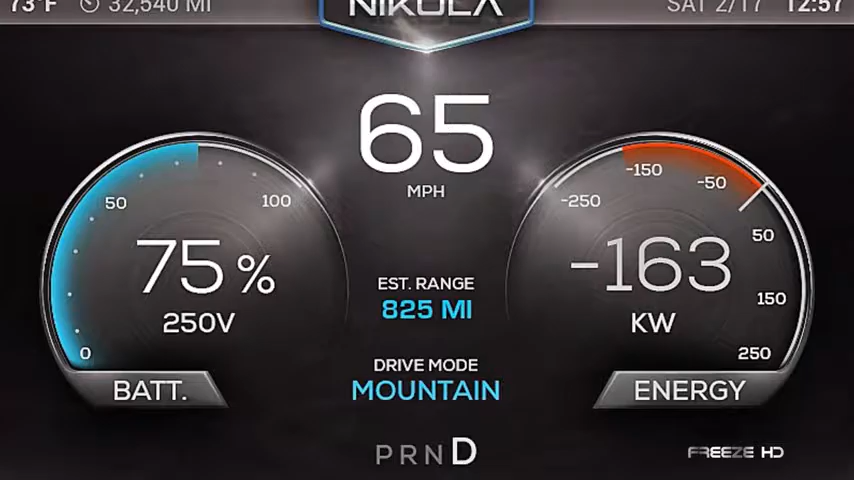 73°F 32,540 MI
NIKOLA
SAT 2/17 12:57
65
MPH
50
100
0
75 %
250V
BATT.
EST. RANGE
825 MI
DRIVE MODE
MOUNTAIN
PRND
-250
-150
-50
50
150
250
-163
KW
ENERGY
FREEZE HD